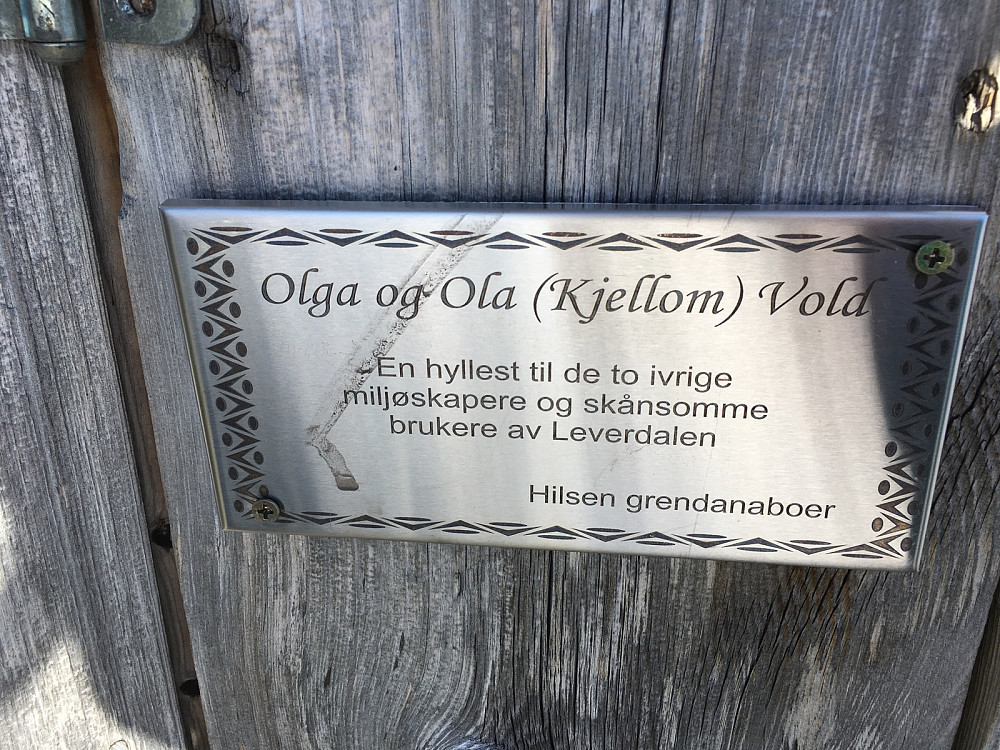 Olga og Ola (Kjellom) Vold
En hyllest til de to ivrige
miljøskapere og skånsomme
brukere av Leverdalen
Hilsen grendanaboer